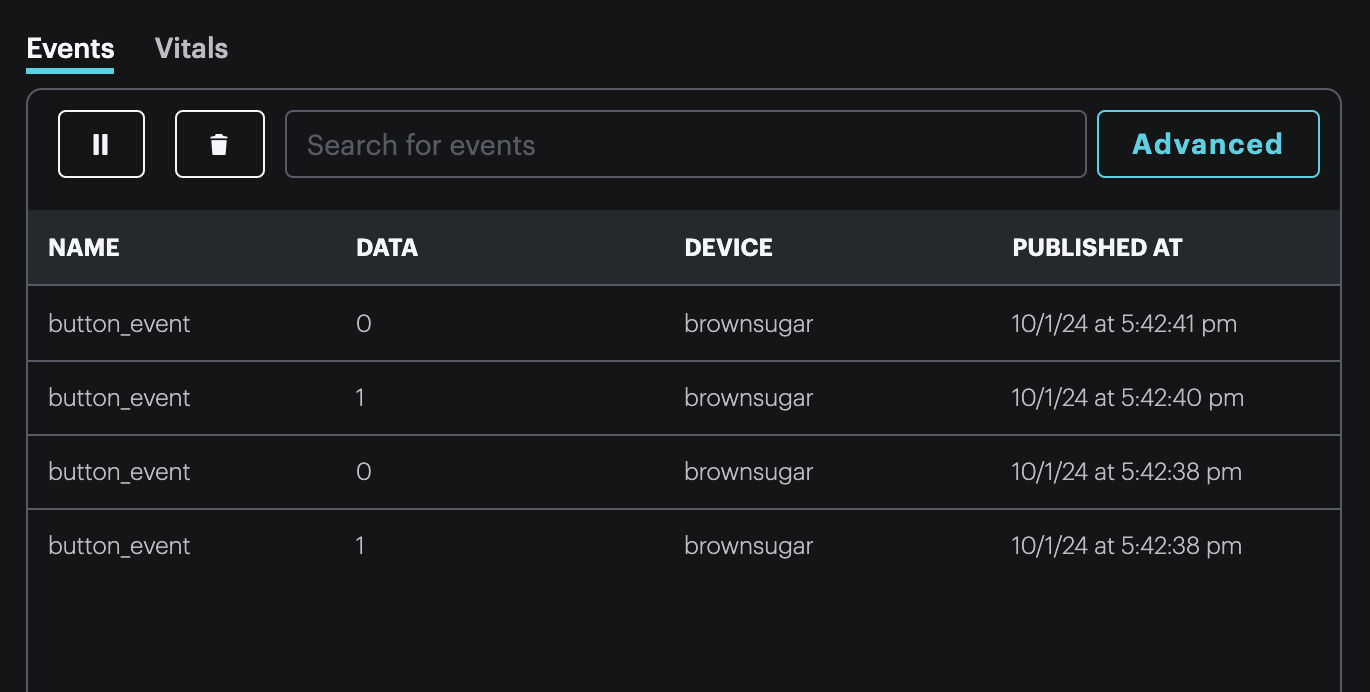 Events Vitals
Search for events Advanced
NAME DATA DEVICE PUBLISHED AT
button_event 0 brownsugar 10/1/24 at 5:42:41 pm
button_event 1 brownsugar 10/1/24 at 5:42:40 pm
button_event 0 brownsugar 10/1/24 at 5:42:38 pm
button_event 1 brownsugar 10/1/24 at 5:42:38 pm